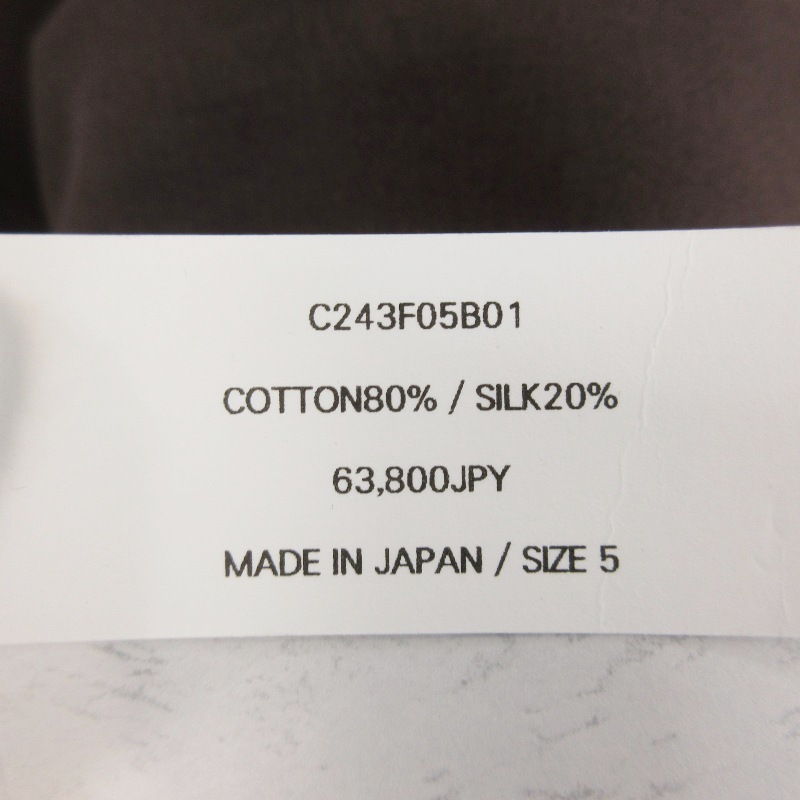 C243F05B01
COTTON80% / SILK20%
63,800JPY
MADE IN JAPAN / SIZE 5